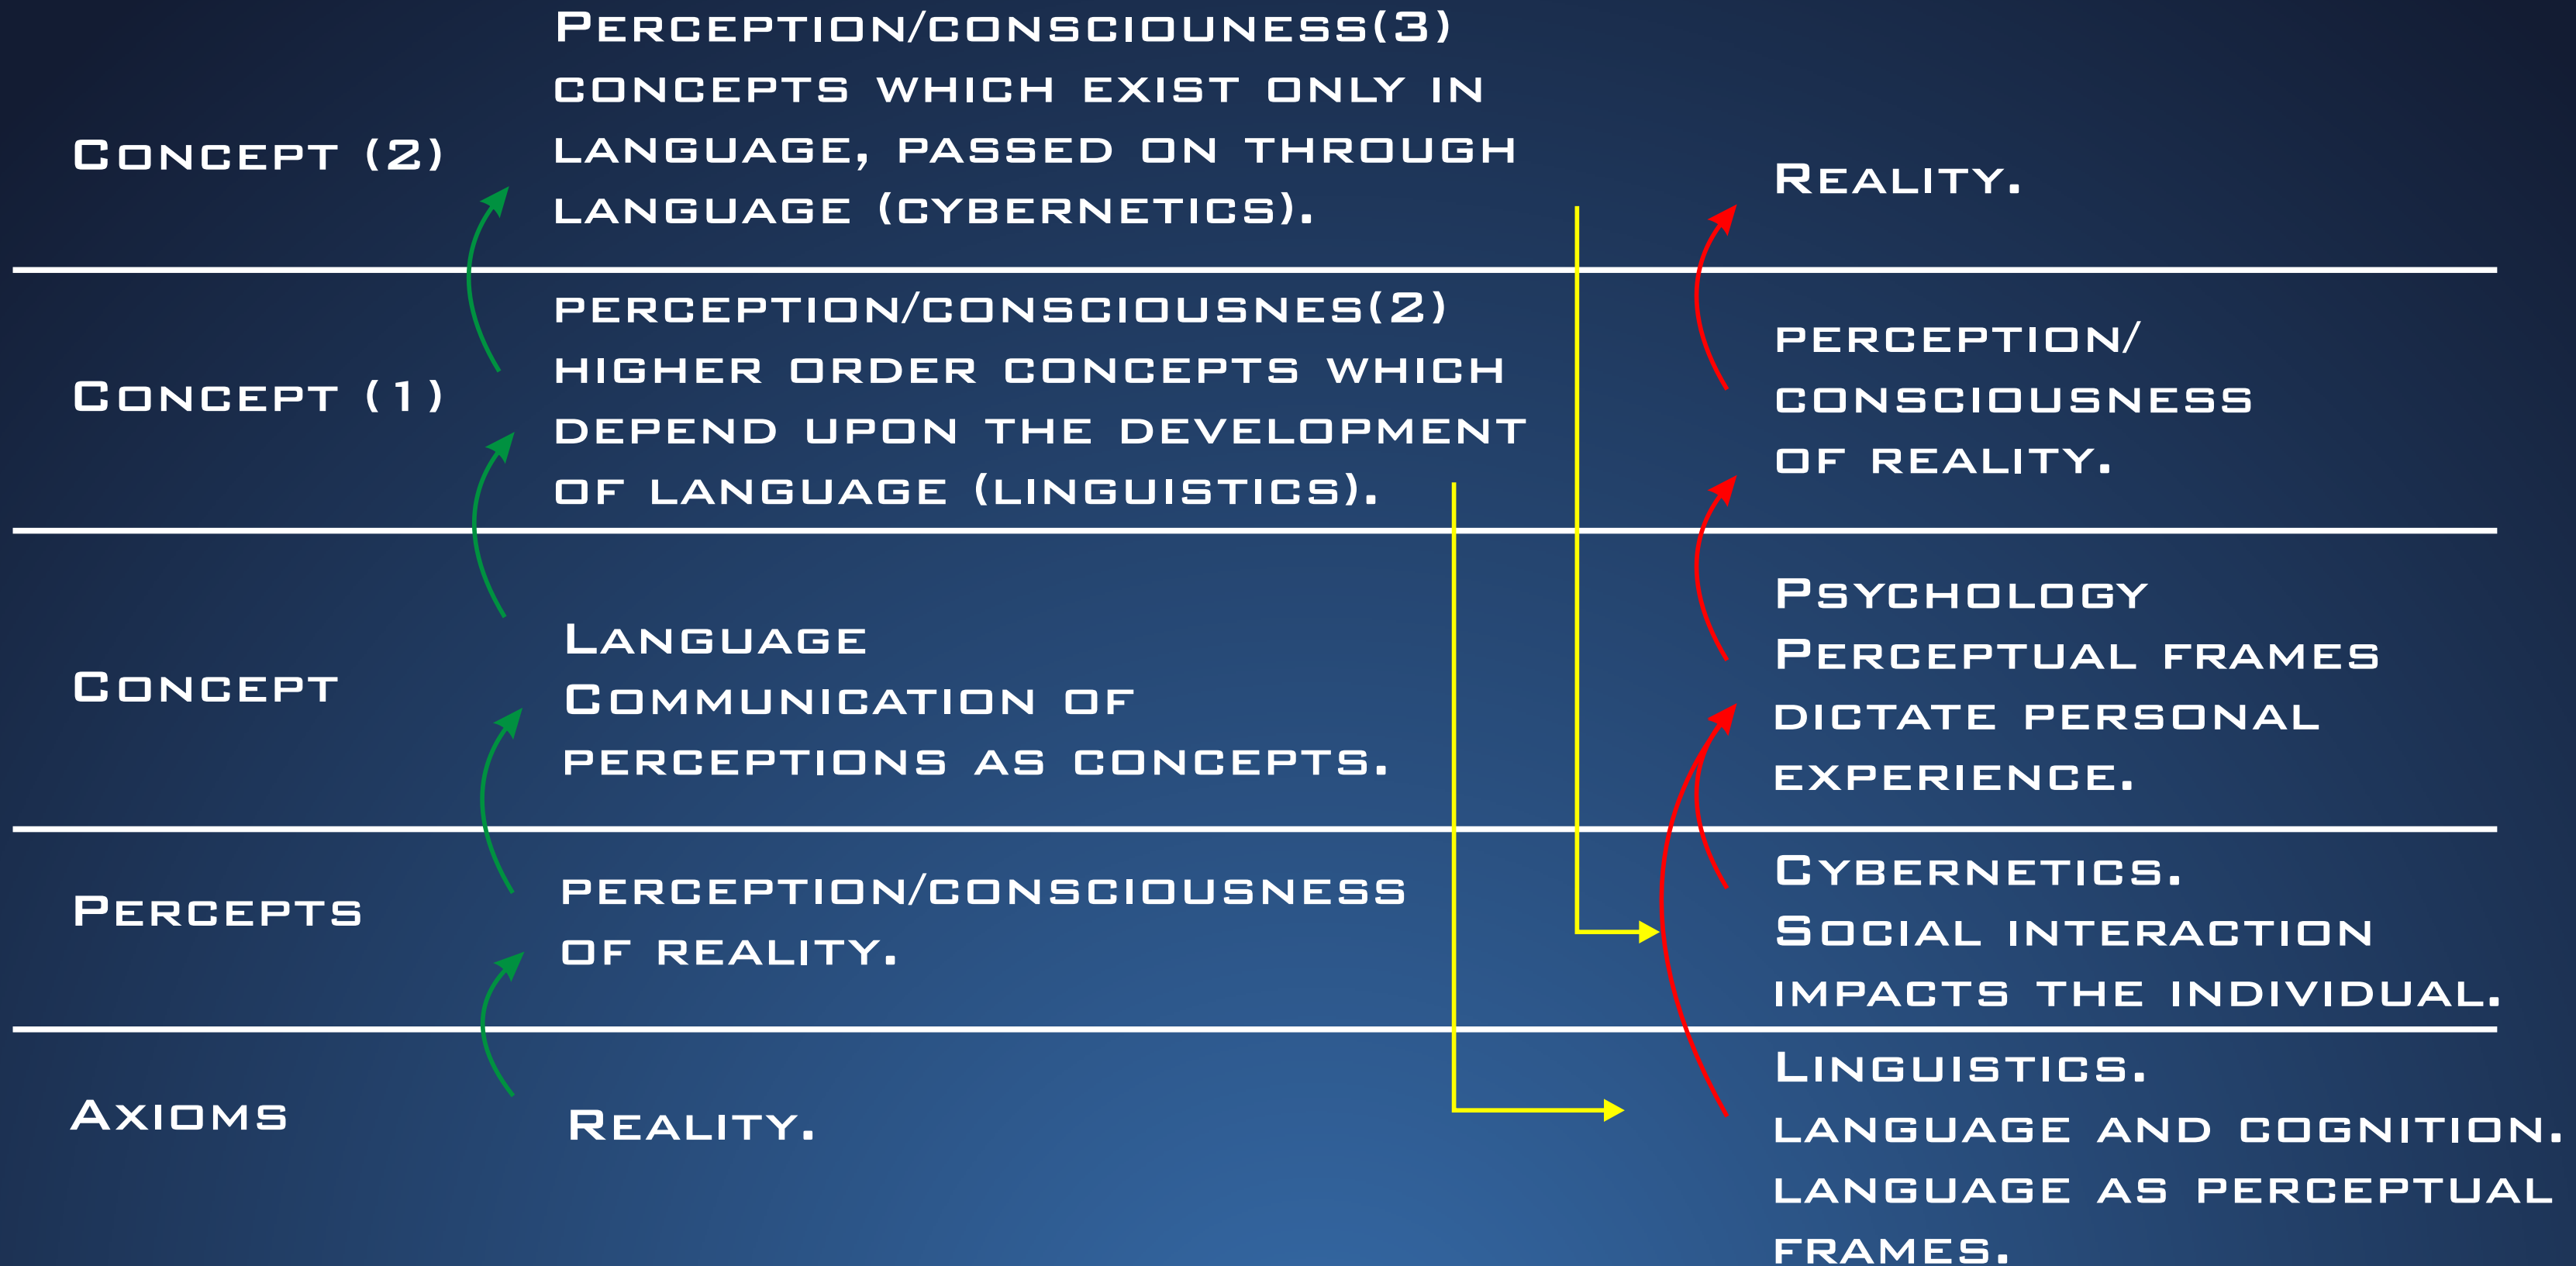 Concept (2)
Perception/consciouness(3)
concepts which exist only in
language, passed on through
language (cybernetics).
Reality.
Concept (1)
perception/consciousnes(2)
higher order concepts which
depend upon the development
of language (linguistics).
perception/
consciousness
of reality.
Concept
Language
Communication of
perceptions as concepts.
Psychology
Perceptual frames
dictate personal
experience.
Percepts
perception/consciousness
of reality.
Cybernetics.
Social interaction
impacts the individual.
Axioms
Reality.
Linguistics.
language and cognition.
language as perceptual
frames.